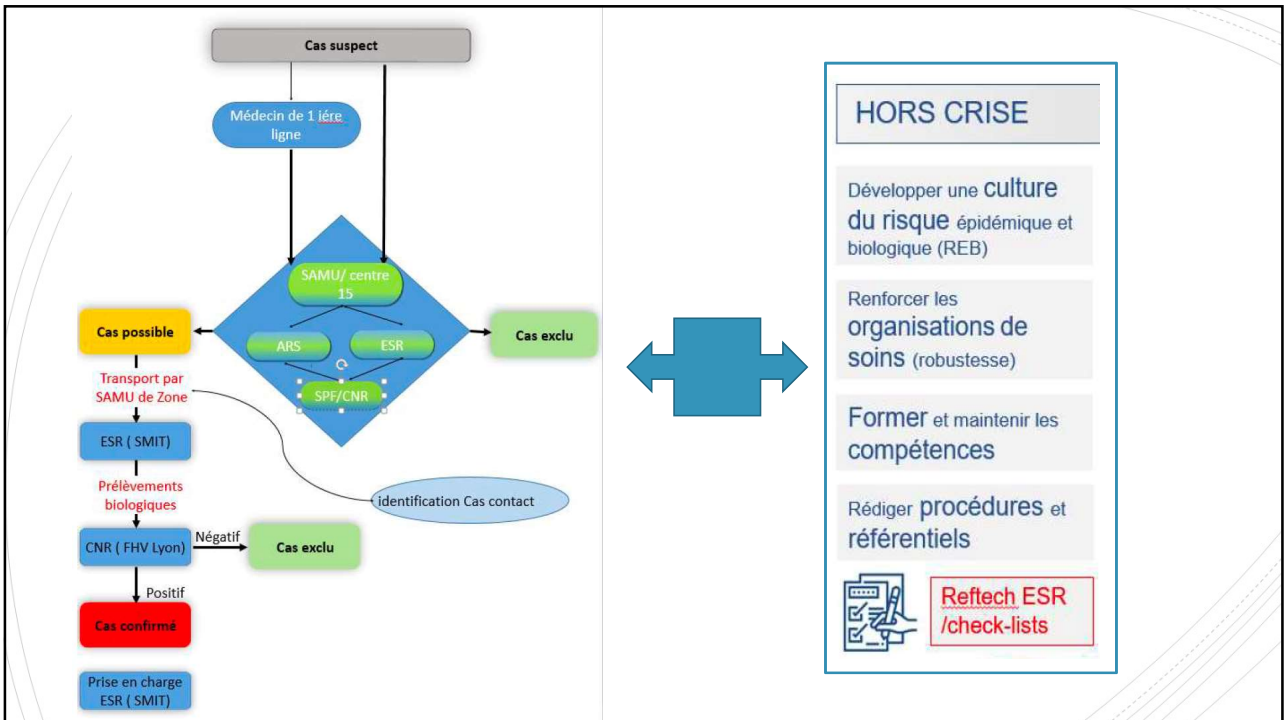 Cas suspect
Médecin de 1 iére
ligne
SAMU/ centre
15
ARS
ESR
SPF/CNR
Cas possible
Cas exclu
Transport par
SAMU de Zone
ESR ( SMIT)
Prélèvements
biologiques
identification Cas contact
CNR ( FHV Lyon)
Négatif
Cas exclu
Positif
Cas confirmé
Prise en charge
ESR ( SMIT)
HORS CRISE
Développer une culture
du risque épidémique et
biologique (REB)
Renforcer les
organisations de
soins (robustesse)
Former et maintenir les
compétences
Rédiger procédures et
référentiels
Reftech ESR
/check-lists